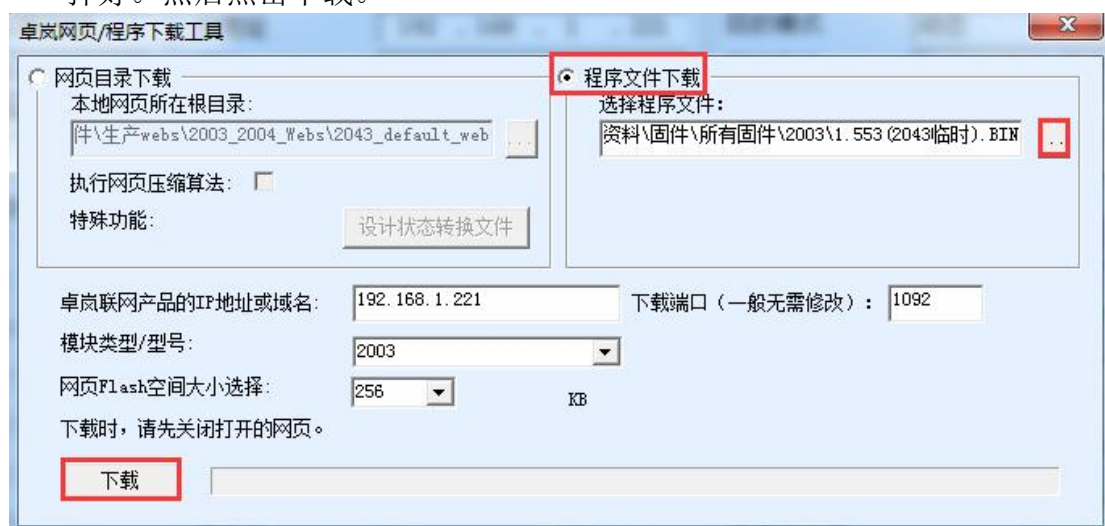 卓岚网页/程序下载工具
网页目录下载
本地网页所在根目录:
件\生产webs\2003_2004_Webs\2043_default_web
...
执行网页压缩算法:
特殊功能:
设计状态转换文件
程序文件下载
选择程序文件:
资料\固件\所有固件\2003\1.553(2043临时).BIN
..
卓岚联网产品的IP地址或域名: 192.168.1.221 下载端口（一般无需修改）: 1092
模块类型/型号: 2003
网页Flash空间大小选择: 256 KB
下载时，请先关闭打开的网页。
下载